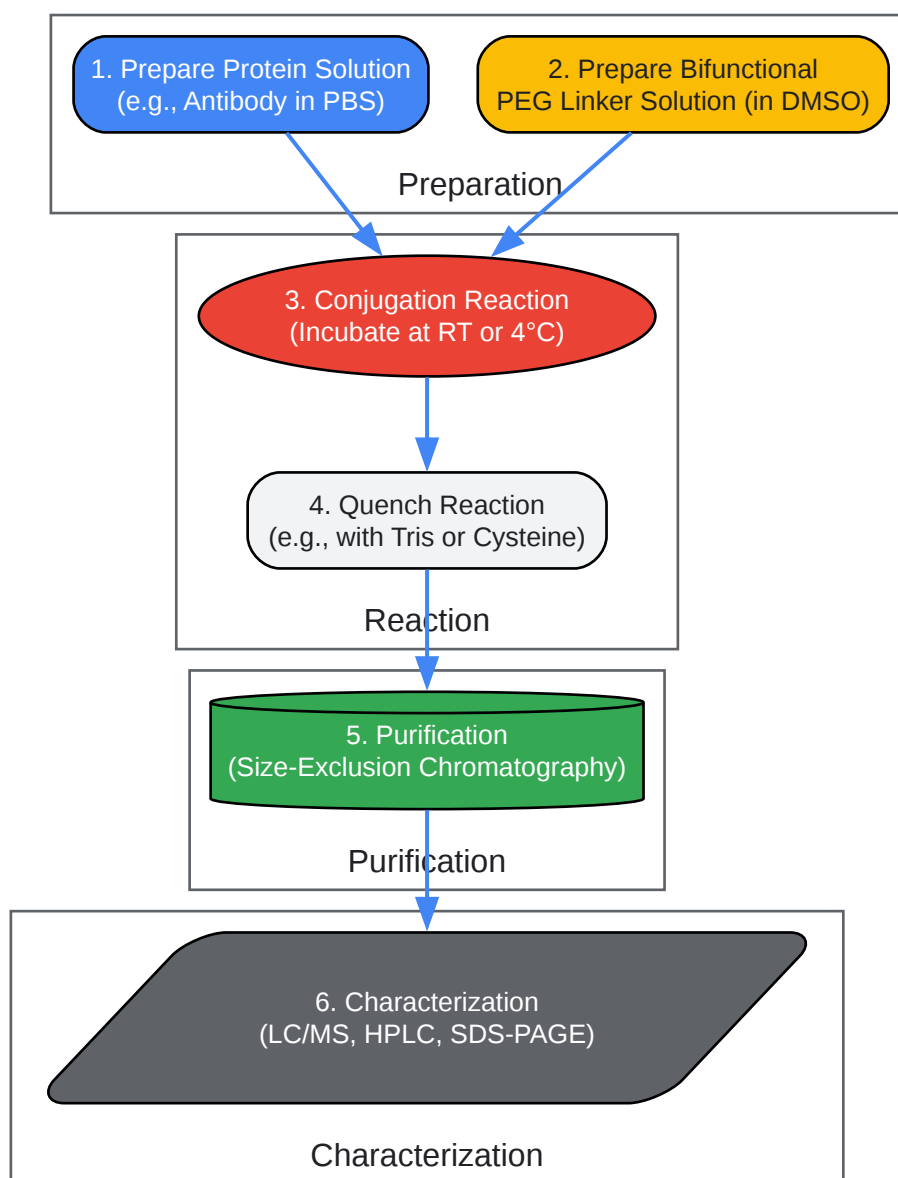 1. Prepare Protein Solution
(e.g., Antibody in PBS)
2. Prepare Bifunctional
PEG Linker Solution (in DMSO)
Preparation
3. Conjugation Reaction
(Incubate at RT or 4°C)
4. Quench Reaction
(e.g., with Tris or Cysteine)
Reaction
5. Purification
(Size-Exclusion Chromatography)
Purification
6. Characterization
(LC/MS, HPLC, SDS-PAGE)
Characterization